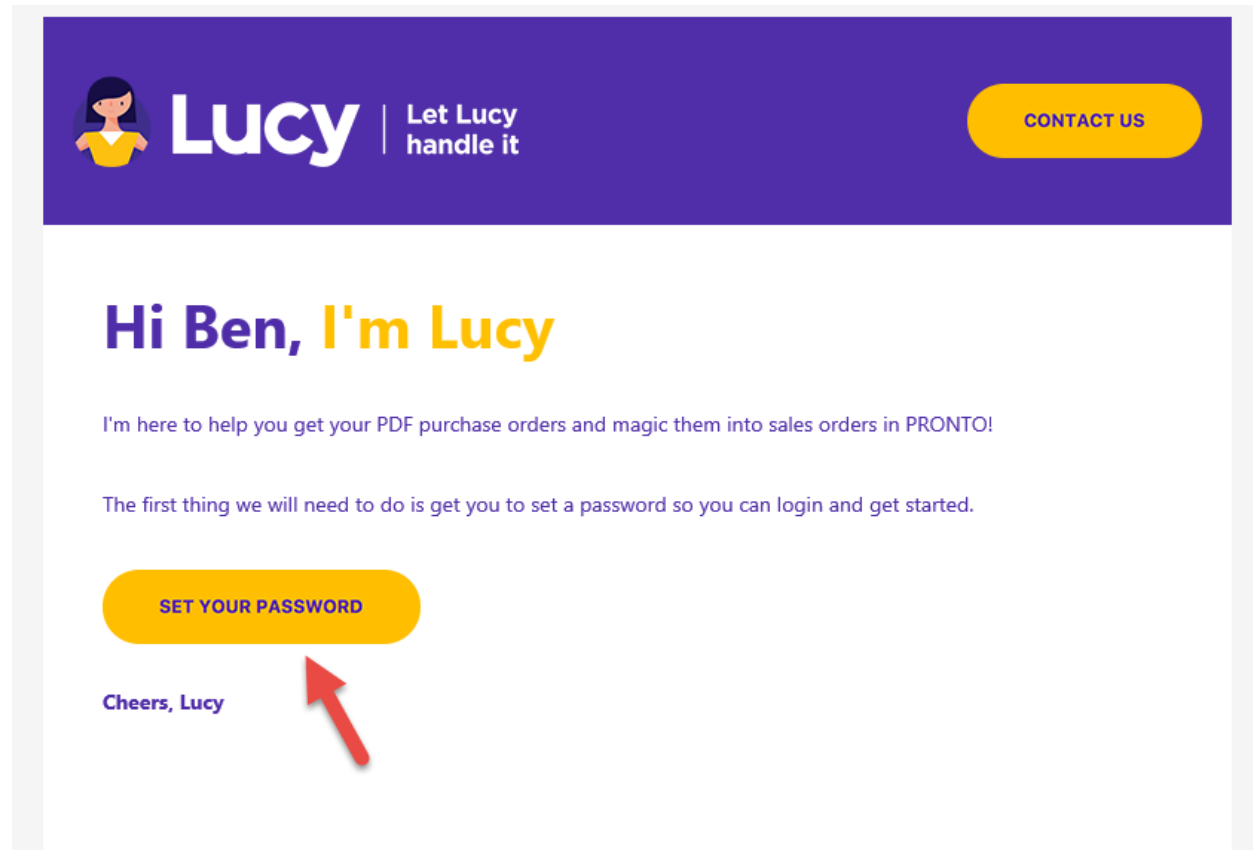 Lucy
Let Lucy
handle it
CONTACT US
Hi Ben, I'm Lucy
I'm here to help you get your PDF purchase orders and magic them into sales orders in PRONTO!
The first thing we will need to do is get you to set a password so you can login and get started.
SET YOUR PASSWORD
Cheers, Lucy